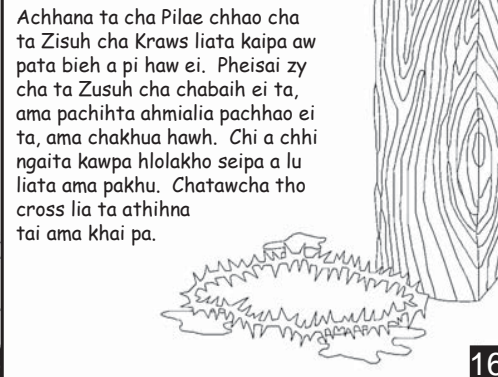 Achhana ta cha Pilae chhao cha
ta Zisuh cha Kraws liata kaipa aw
pata bieh a pi haw ei. Pheisai zy
cha ta Zusuh cha chabaih ei ta,
ama pachihta ahmialia pachhao ei
ta, ama chakhua hawh. Chi a chhi
ngaita kawpa hlolakho seipa a lu
liata ama pakhu. Chatawcha tho
cross lia ta athihna
tai ama khai pa.
16